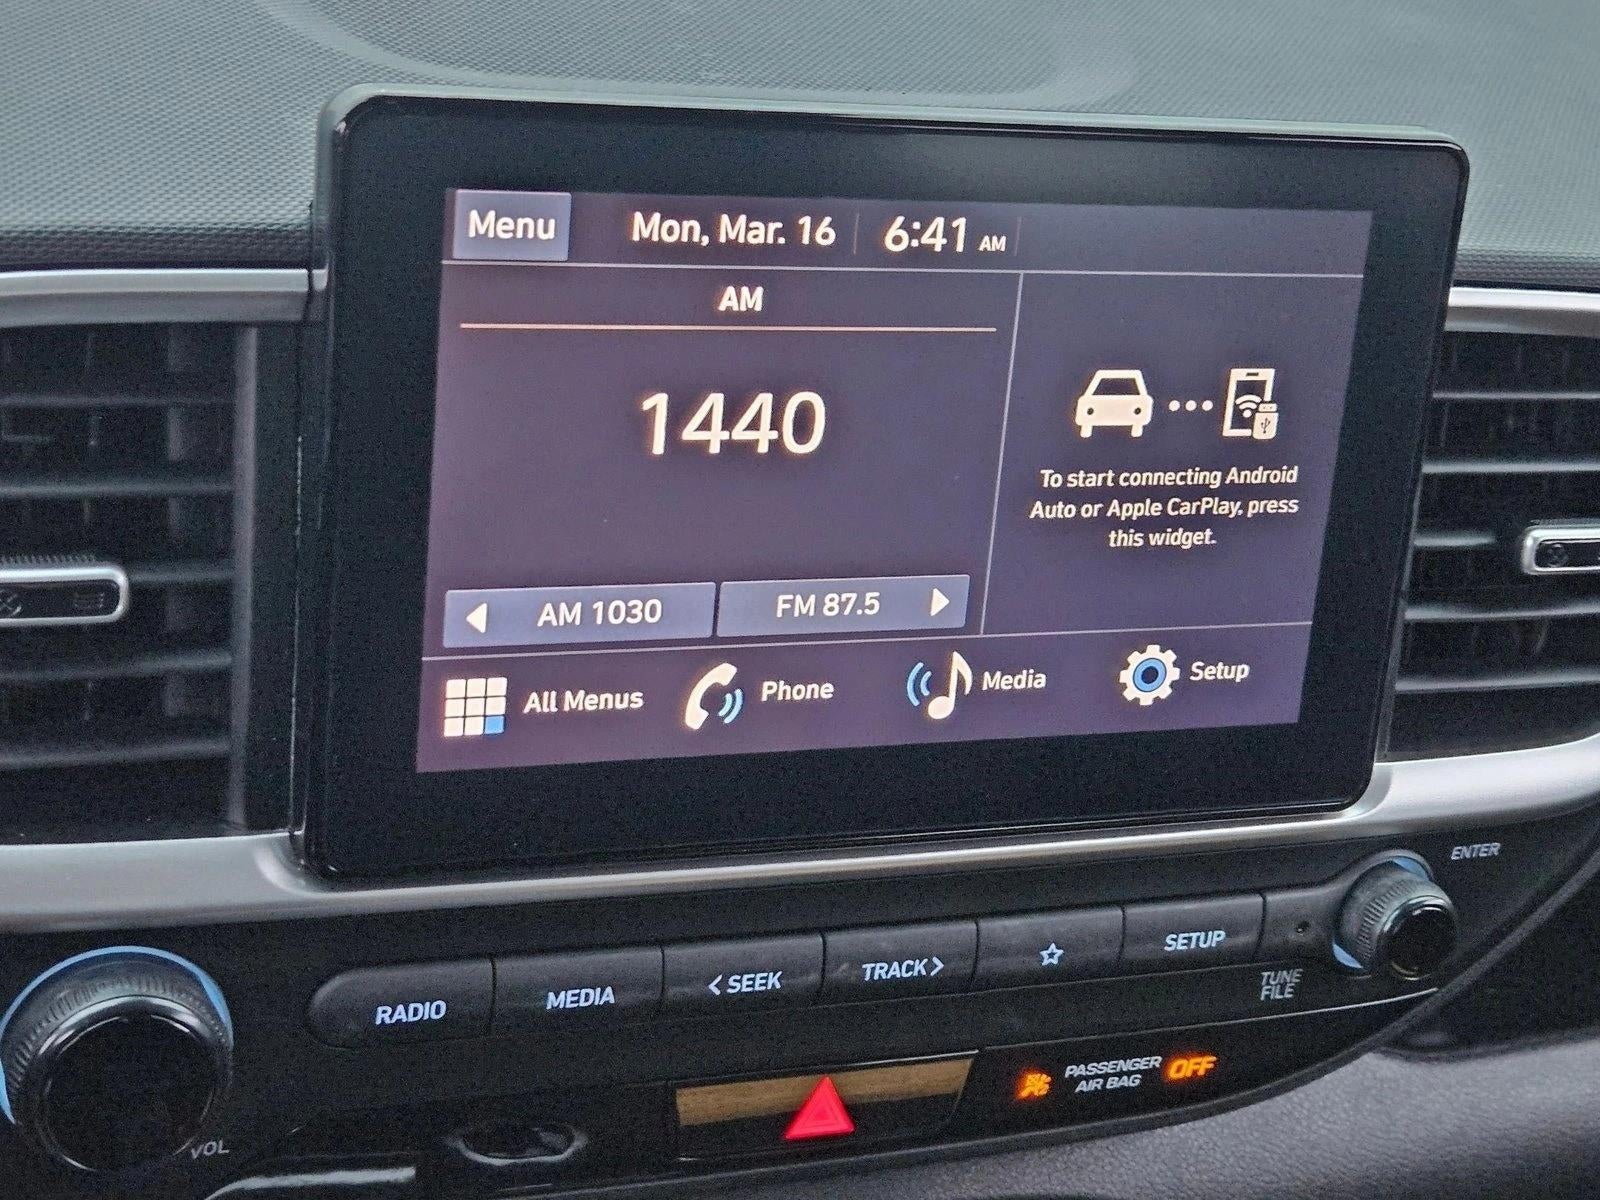 Menu Mon, Mar. 16 6:41 AM
AM
1440
To start connecting Android
Auto or Apple CarPlay, press
this widget.
AM 1030 FM 87.5
All Menus Phone Media Setup
ENTER
RADIO MEDIA < SEEK TRACK > SETUP
TUNE
FILE
PASSENGER
AIR BAG OFF
VOL